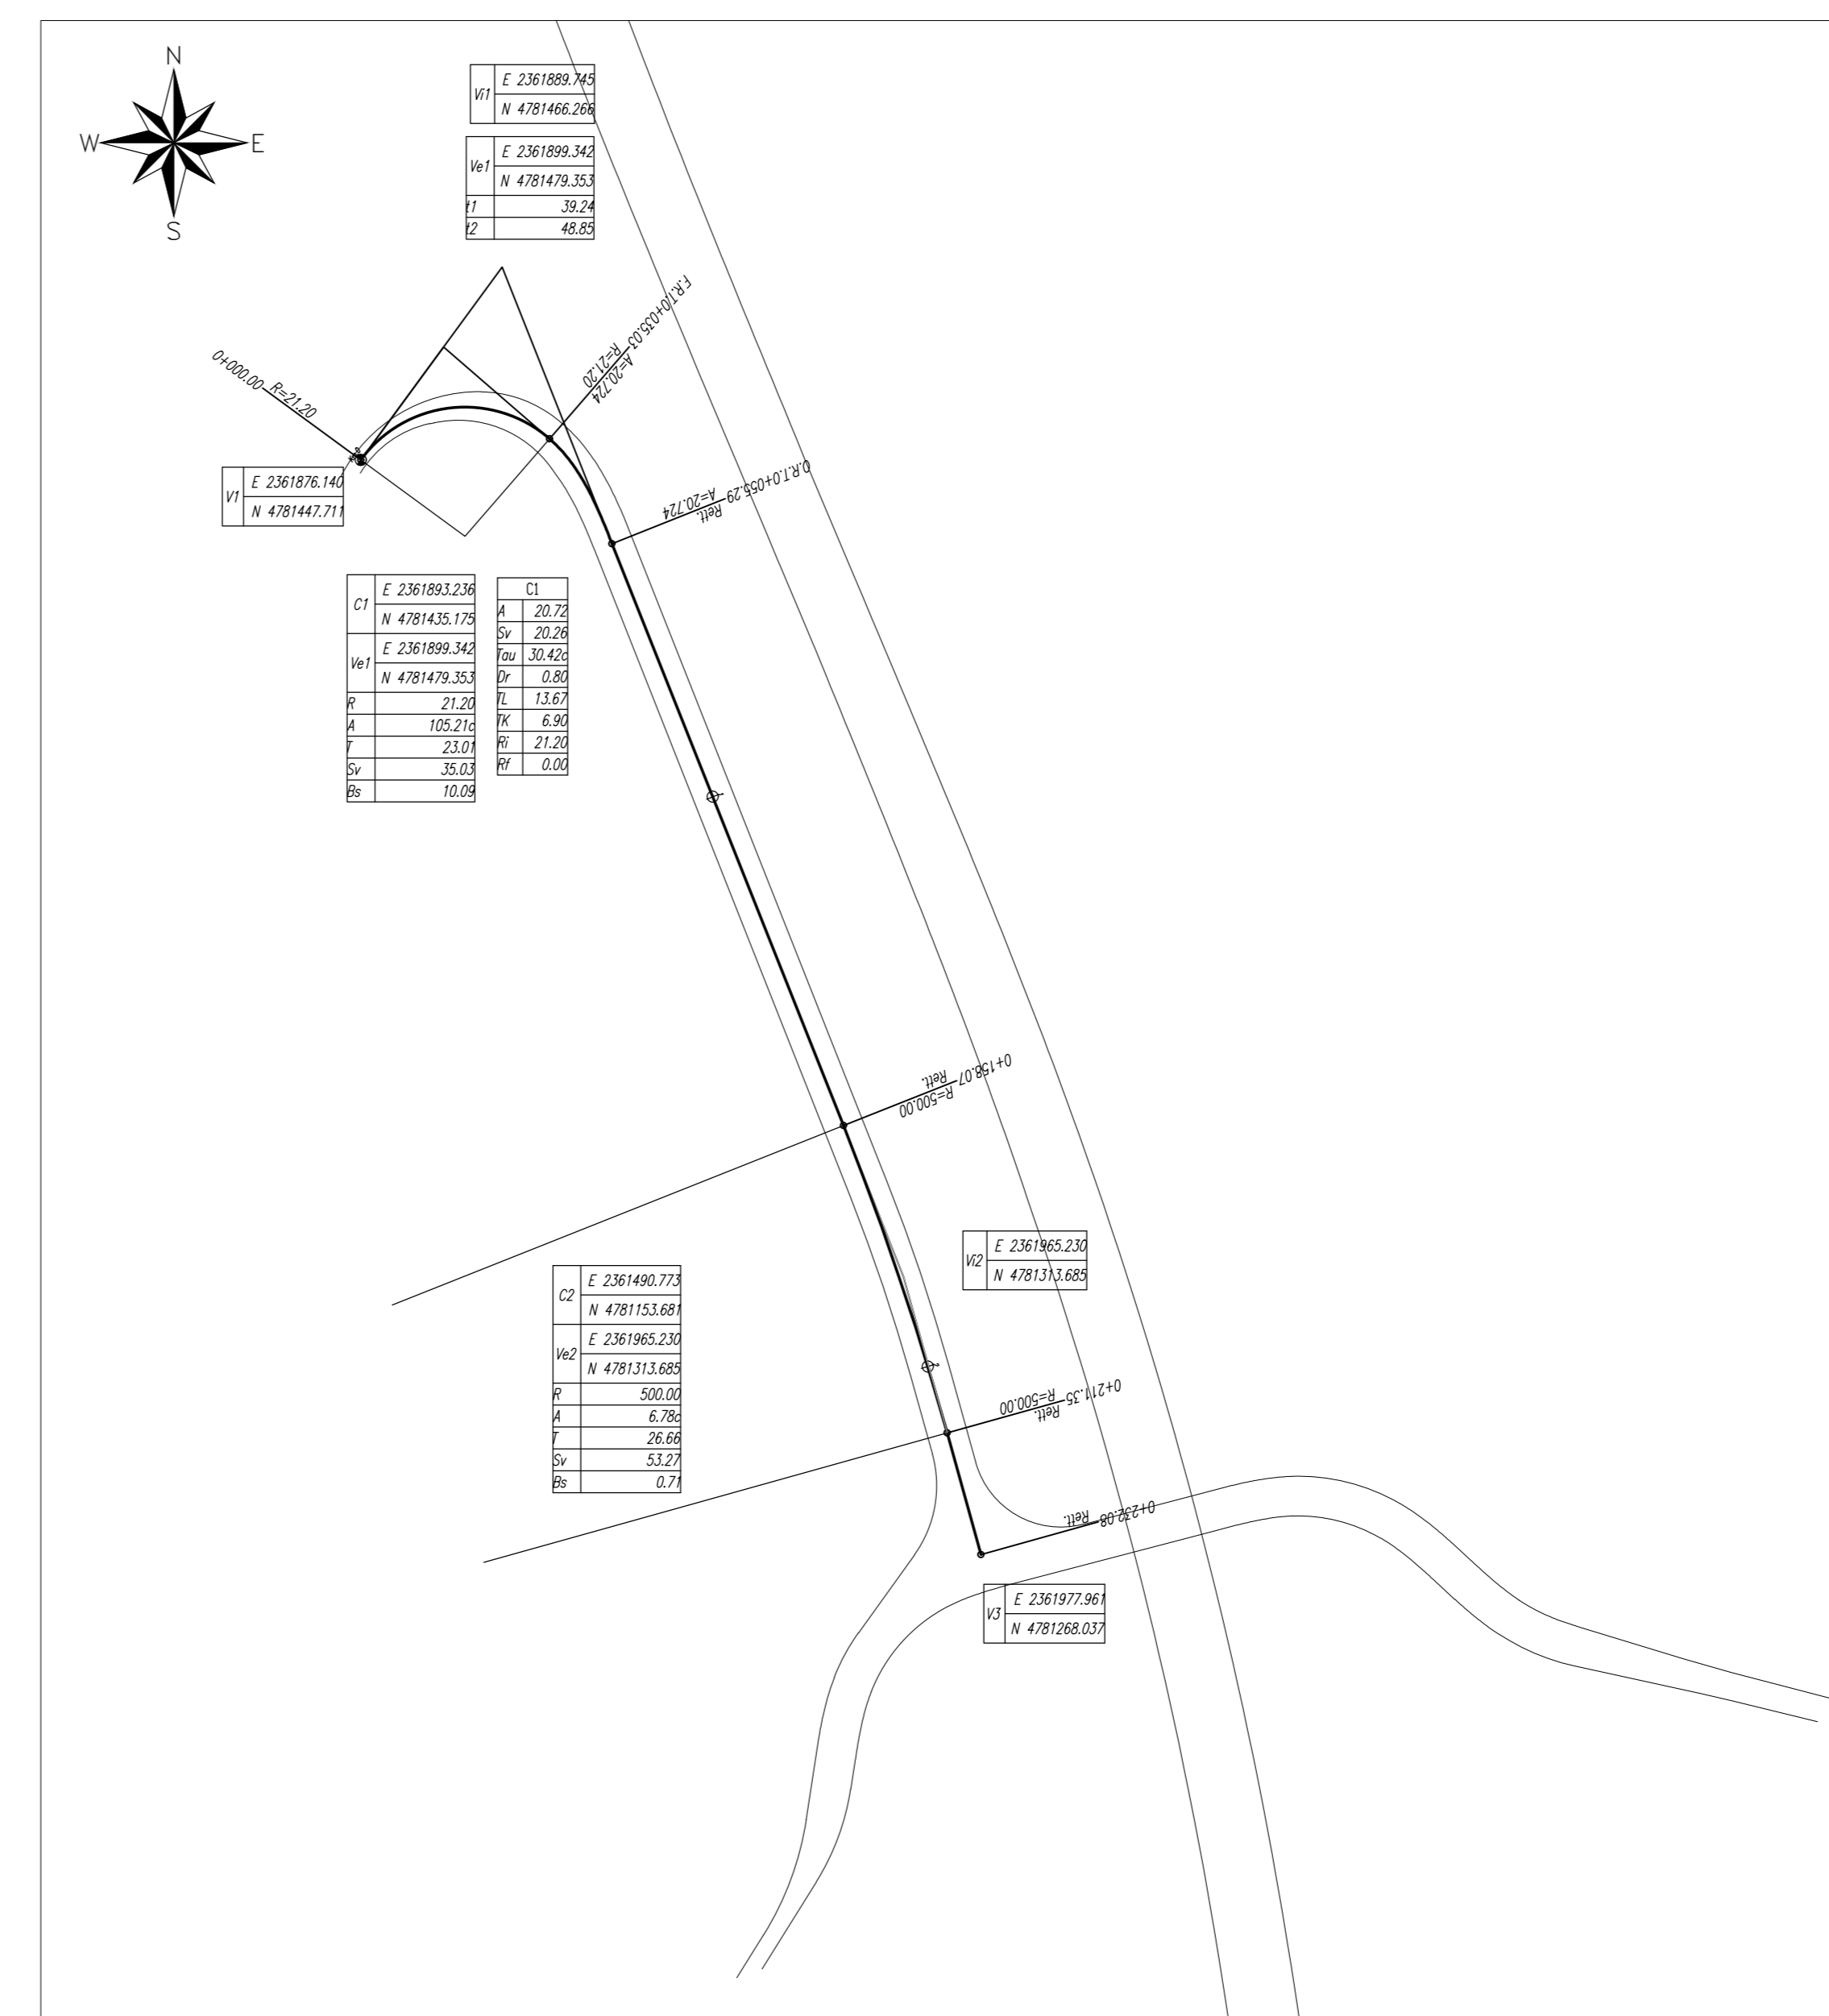 N
W E
S
Vi1 E 2361889.745
N 4781466.266
Ve1 E 2361899.342
N 4781479.353
t1 39.24
t2 48.85
0+000.00 R=21.20
F.R.T.0+035.03 R=21.20
A=20.724
V1 E 2361876.140
N 4781447.711
O.R.T.0+055.29 A=20.724
Rett.
C1 E 2361893.236
N 4781435.175
Ve1 E 2361899.342
N 4781479.353
R 21.20
A 105.21c
T 23.01
Sv 35.03
Bs 10.09
C1
A 20.72
Sv 20.26
Tau 30.42c
Dr 0.80
TL 13.67
TK 6.90
Ri 21.20
Rf 0.00
1
0+158.07 Rett.
R=500.00
Vi2 E 2361965.230
N 4781313.685
C2 E 2361490.773
N 4781153.681
Ve2 E 2361965.230
N 4781313.685
R 500.00
A 6.78c
T 26.66
Sv 53.27
Bs 0.71
2
0+211.35 R=500.00
Rett.
0+232.08 Rett.
V3 E 2361977.961
N 4781268.037